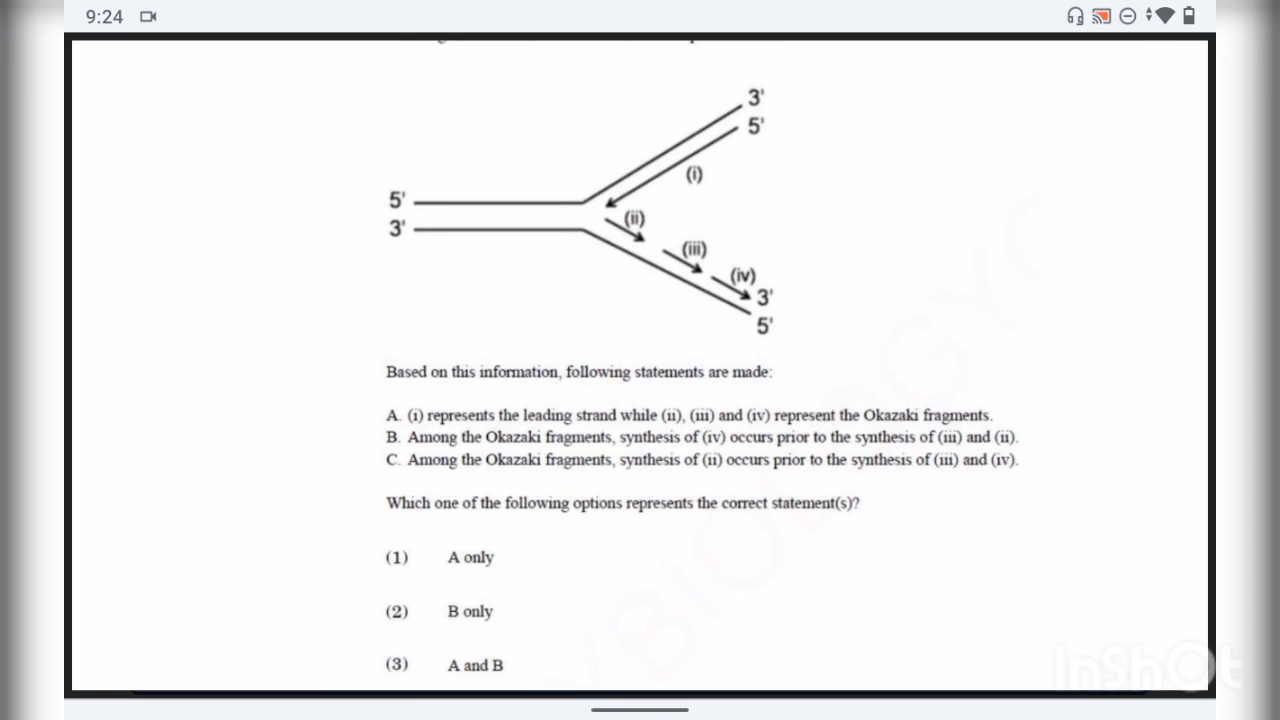 9:24
3'
5'
(i)
5'
3'
(ii)
(iii)
(iv)
3'
5'
Based on this information, following statements are made:
A. (i) represents the leading strand while (ii), (iii) and (iv) represent the Okazaki fragments.
B. Among the Okazaki fragments, synthesis of (iv) occurs prior to the synthesis of (iii) and (ii).
C. Among the Okazaki fragments, synthesis of (ii) occurs prior to the synthesis of (iii) and (iv).
Which one of the following options represents the correct statement(s)?
(1) A only
(2) B only
(3) A and B
InShOt